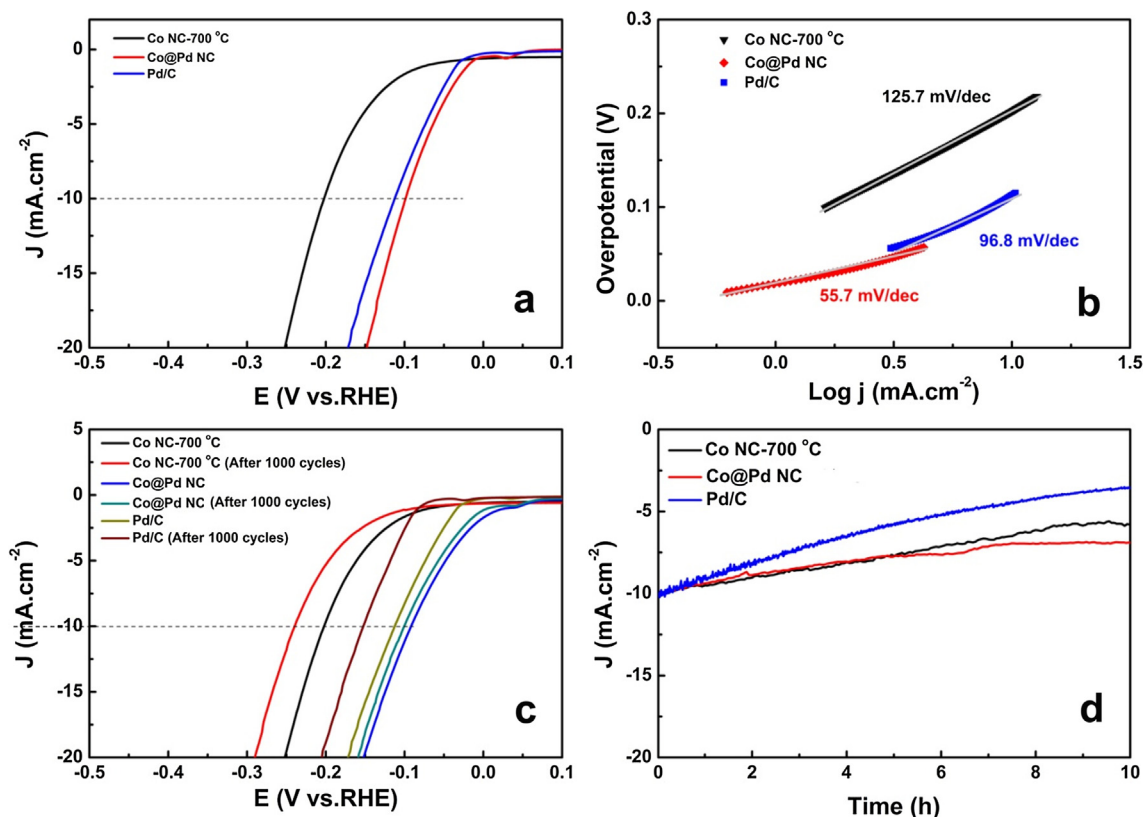 0
-5
-10
-15
-20
J (mA.cm⁻²)
Co NC-700 °C
Co@Pd NC
Pd/C
a
-0.5 -0.4 -0.3 -0.2 -0.1 0.0 0.1
E (V vs.RHE)
0.3
0.2
0.1
0.0
Overpotential (V)
Co NC-700 °C
Co@Pd NC
Pd/C
125.7 mV/dec
96.8 mV/dec
55.7 mV/dec
b
-0.5 0.0 0.5 1.0 1.5
Log j (mA.cm⁻²)
5
0
-5
-10
-15
-20
J (mA.cm⁻²)
Co NC-700 °C
Co NC-700 °C (After 1000 cycles)
Co@Pd NC
Co@Pd NC (After 1000 cycles)
Pd/C
Pd/C (After 1000 cycles)
c
-0.5 -0.4 -0.3 -0.2 -0.1 0.0 0.1
E (V vs.RHE)
0
-5
-10
-15
-20
J (mA.cm⁻²)
Co NC-700 °C
Co@Pd NC
Pd/C
d
0 2 4 6 8 10
Time (h)